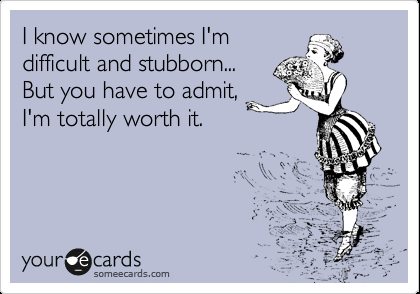 I know sometimes I'm
difficult and stubborn...
But you have to admit,
I'm totally worth it.
your e cards
someecards.com